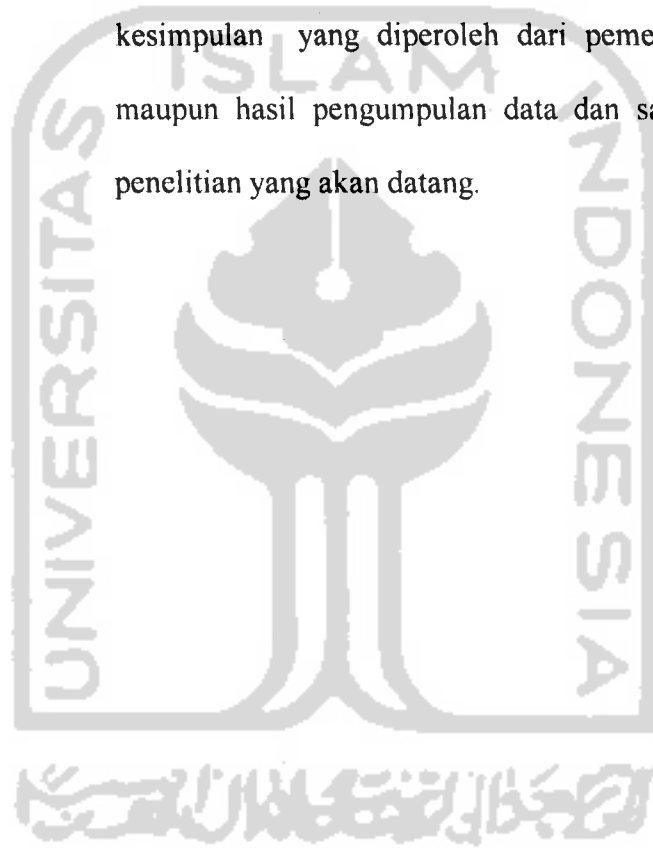 kesimpulan yang diperoleh dari peme
maupun hasil pengumpulan data dan sa
penelitian yang akan datang.
ISLAM
UNIVERSITAS
INDONESIA